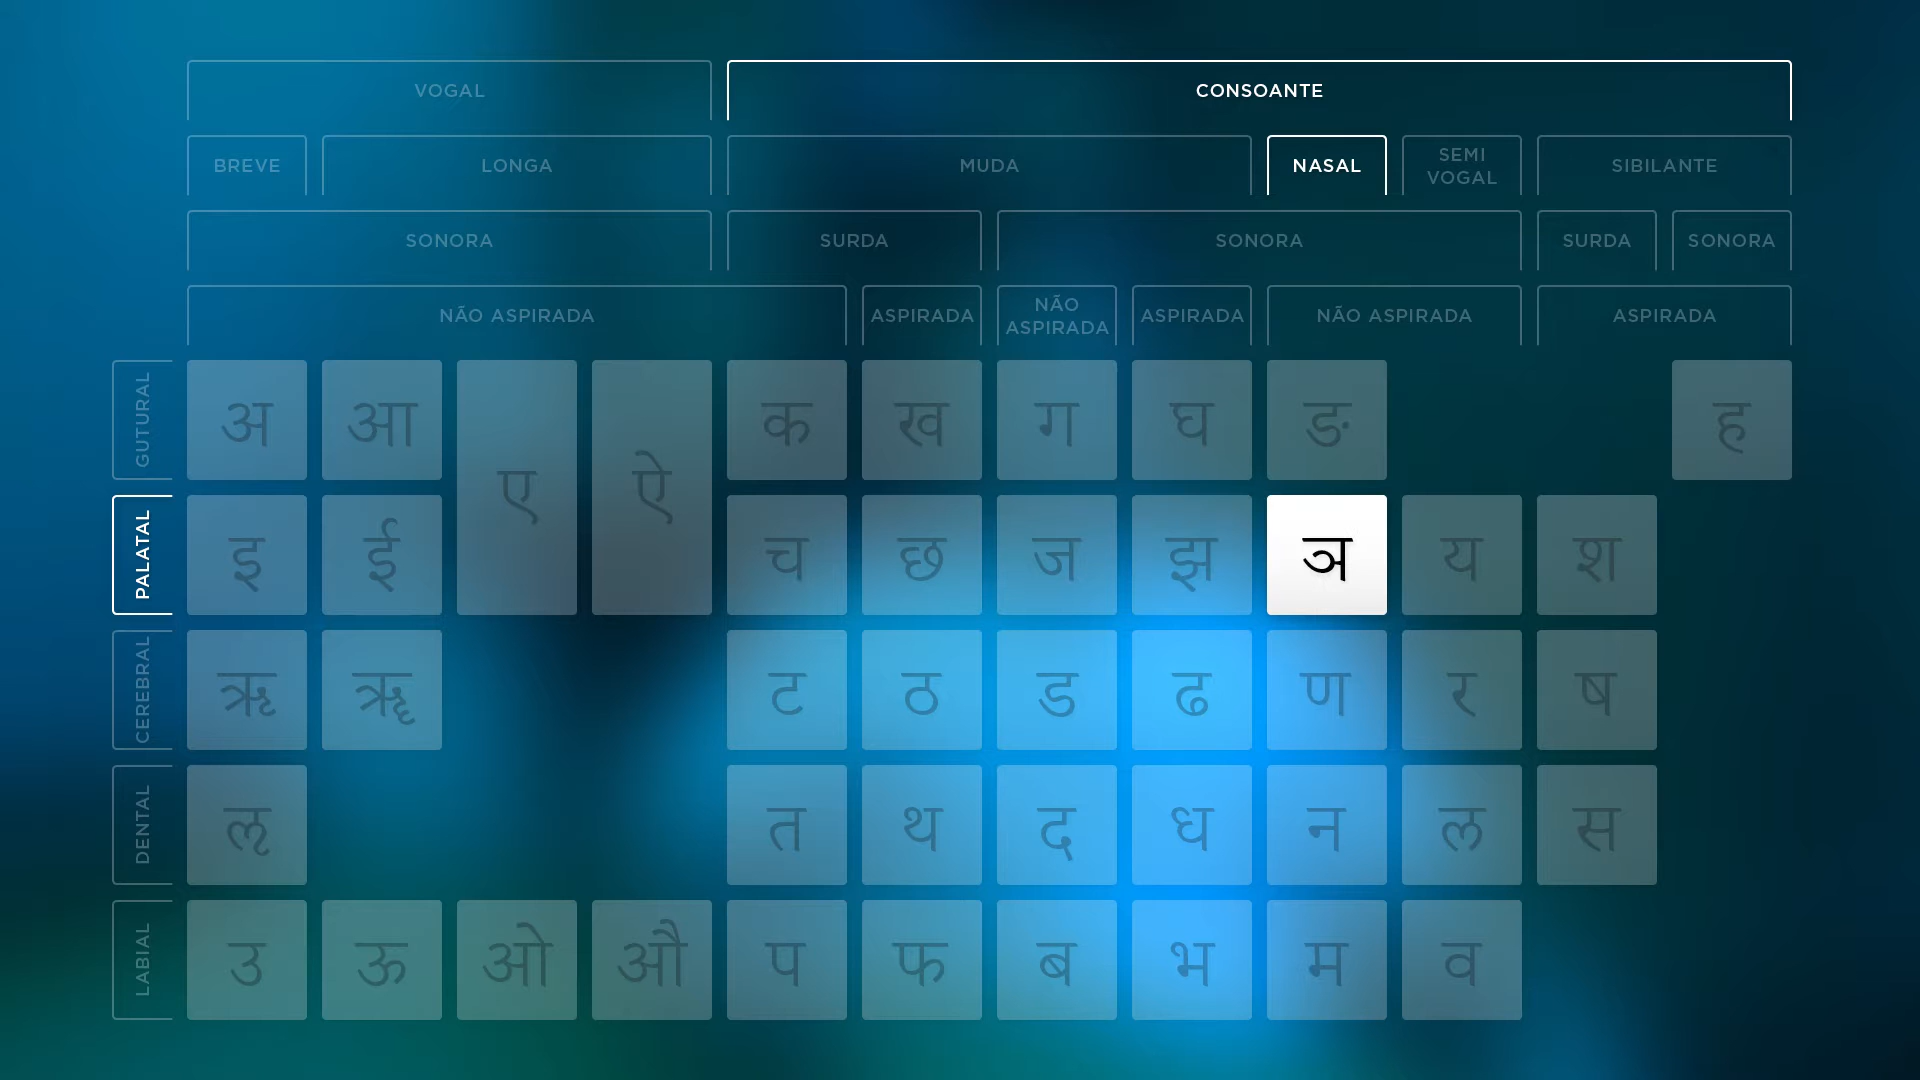 VOGAL CONSOANTE
BREVE LONGA MUDA NASAL SEMI VOGAL SIBILANTE
SONORA SURDA SONORA SURDA SONORA
NÃO ASPIRADA ASPIRADA NÃO ASPIRADA ASPIRADA NÃO ASPIRADA ASPIRADA
GUTURAL अ आ ए ऐ क ख ग घ ङ ह
PALATAL इ ई च छ ज झ ञ य श
CEREBRAL ऋ ॠ ट ठ ड ढ ण र ष
DENTAL ऌ त थ द ध न ल स
LABIAL उ ऊ ओ औ प फ ब भ म व